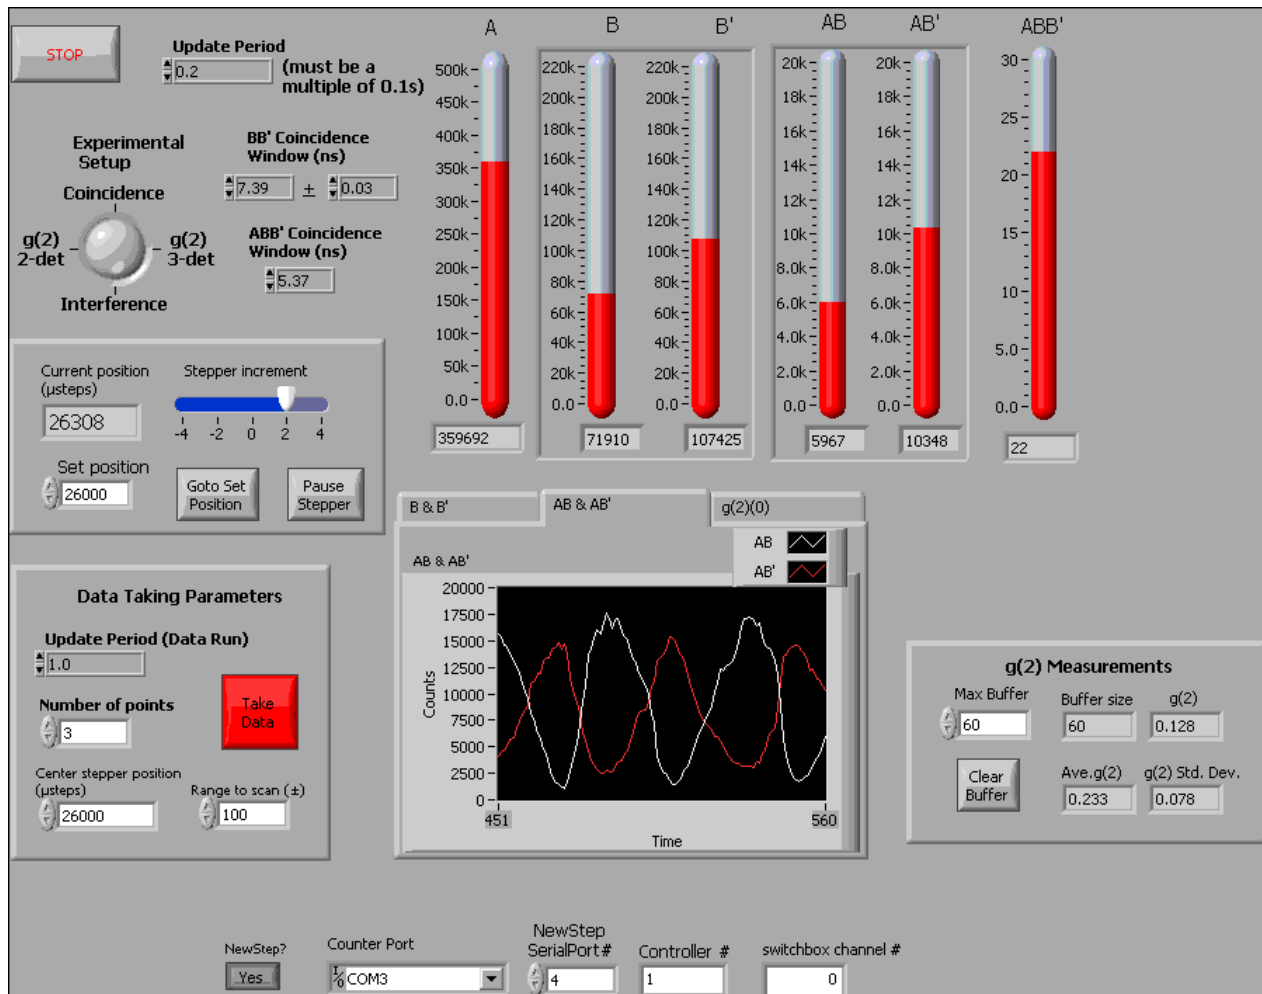 STOP
Update Period
0.2
(must be a
multiple of 0.1s)
Experimental
Setup
Coincidence
g(2)
2-det
g(2)
3-det
Interference
BB' Coincidence
Window (ns)
7.39 ± 0.03
ABB' Coincidence
Window (ns)
5.37
A
500k
450k
400k
350k
300k
250k
200k
150k
100k
50k
0.0
359692
B
220k
200k
180k
160k
140k
120k
100k
80k
60k
40k
20k
0.0
71910
B'
220k
200k
180k
160k
140k
120k
100k
80k
60k
40k
20k
0.0
107425
AB
20k
18k
16k
14k
12k
10k
8.0k
6.0k
4.0k
2.0k
0.0
5967
AB'
20k
18k
16k
14k
12k
10k
8.0k
6.0k
4.0k
2.0k
0.0
10348
ABB'
30
25
20
15
10
5.0
0.0
22
Current position
(µsteps)
26308
Stepper increment
-4 -2 0 2 4
Set position
26000
Goto Set
Position
Pause
Stepper
B & B'
AB & AB'
g(2)(0)
AB
AB'
AB & AB'
Counts
20000
17500
15000
12500
10000
7500
5000
2500
0
451
560
Time
Data Taking Parameters
Update Period (Data Run)
1.0
Number of points
3
Take
Data
Center stepper position
(µsteps)
26000
Range to scan (±)
100
g(2) Measurements
Max Buffer
60
Buffer size
60
g(2)
0.128
Clear
Buffer
Ave.g(2)
0.233
g(2) Std. Dev.
0.078
NewStep?
Yes
Counter Port
I/O COM3
NewStep
SerialPort#
4
Controller #
1
switchbox channel #
0